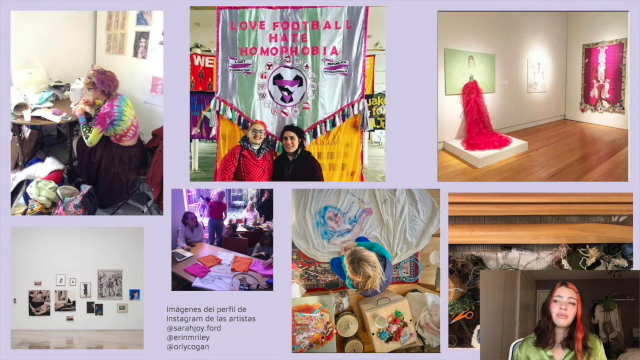 LOVE FOOTBALL
HATE
HOMOPHOBIA
WE
Imágenes del perfil de
Instagram de las artistas
@sarahjoy.ford
@erinmriley
@orlycogan